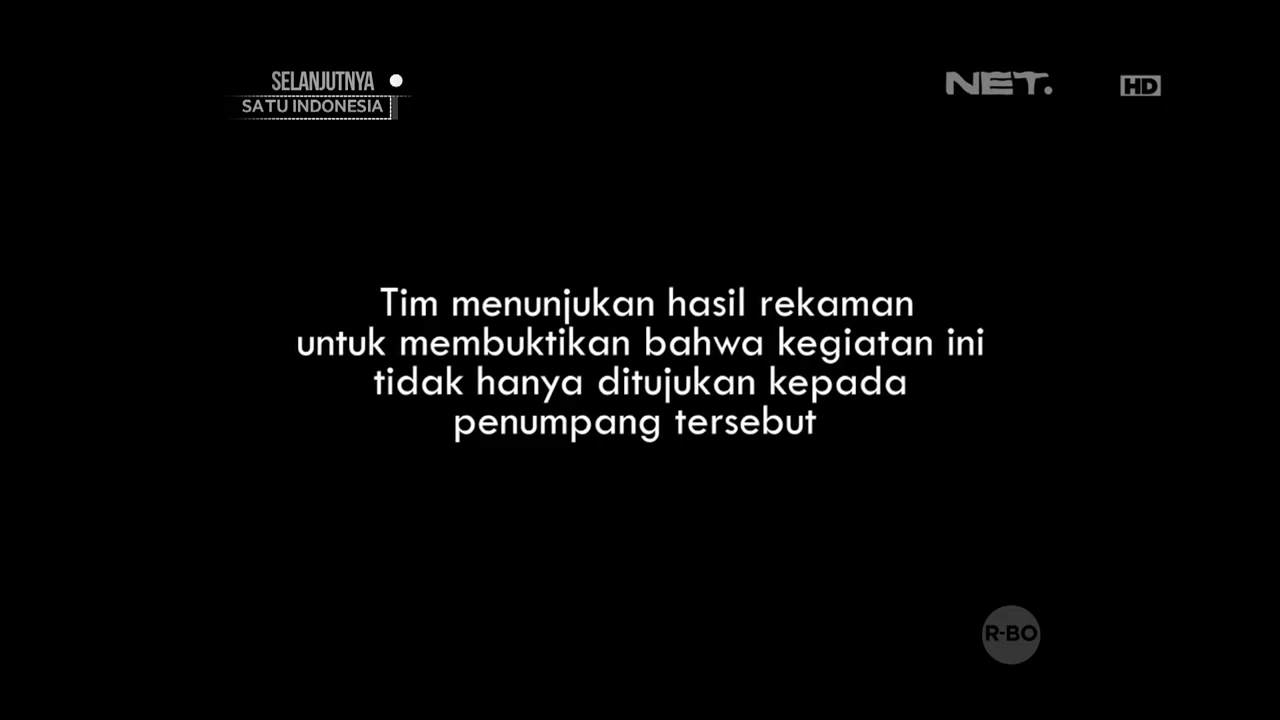 SELANJUTNYA
SATU INDONESIA
NET.
HD
Tim menunjukan hasil rekaman
untuk membuktikan bahwa kegiatan ini
tidak hanya ditujukan kepada
penumpang tersebut
R-BO